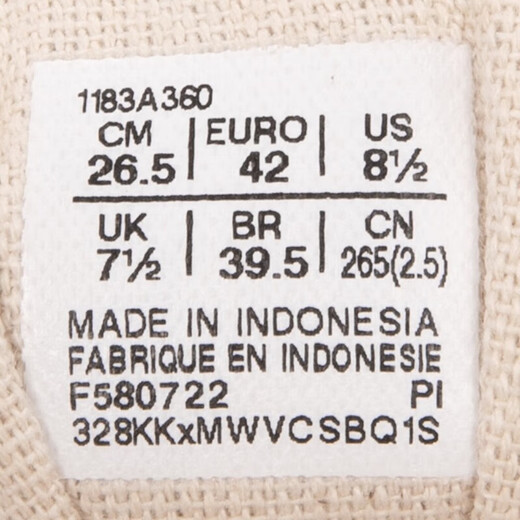 1183A360
CM | EURO | US
26.5 | 42 | 8½
UK | BR | CN
7½ | 39.5 | 265(2.5)
MADE IN INDONESIA
FABRIQUE EN INDONESIE
F580722 PI
328KKxMWVCSBQ1S